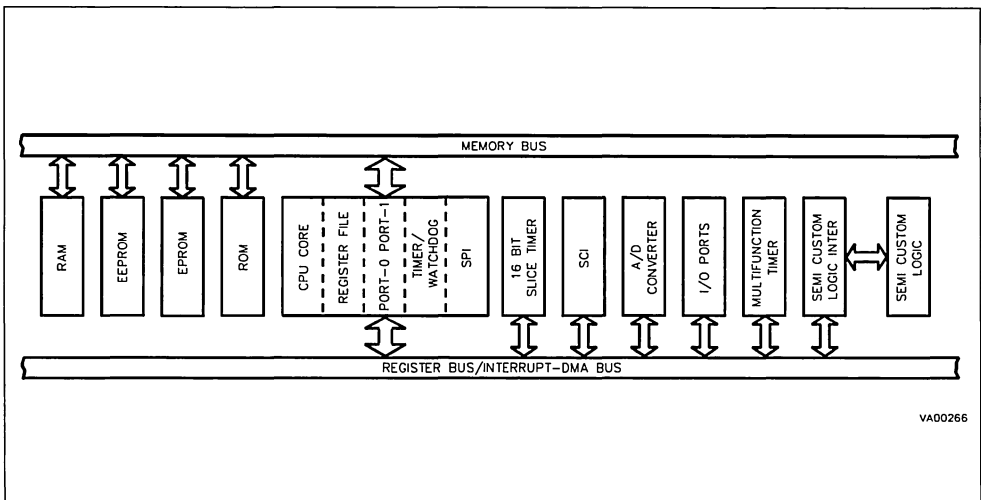 MEMORY BUS
RAM
EEPROM
EPROM
ROM
CPU CORE
REGISTER FILE
PORT-0 PORT-1
TIMER/
WATCHDOG
SPI
16 BIT
SLICE TIMER
SCI
A/D
CONVERTER
I/O PORTS
MULTIFUNCTION
TIMER
SEMI CUSTOM
LOGIC INTER
SEMI CUSTOM
LOGIC
REGISTER BUS/INTERRUPT-DMA BUS
VA00266